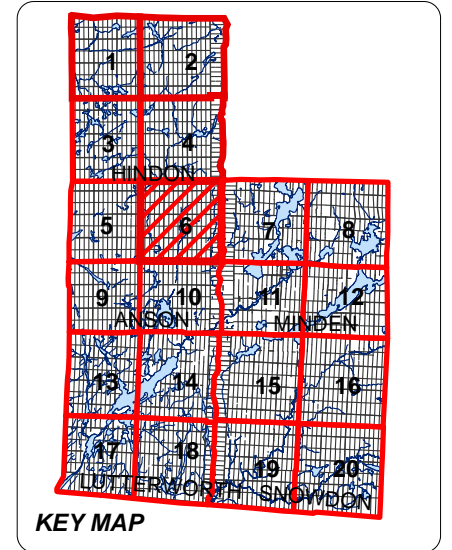 1 2
3 4
HINDON
5 6 7 8
9 10 11 12
ANSON MINDEN
13 14 15 16
17 18 19 20
LUTTERWORTH SNOWDON
KEY MAP